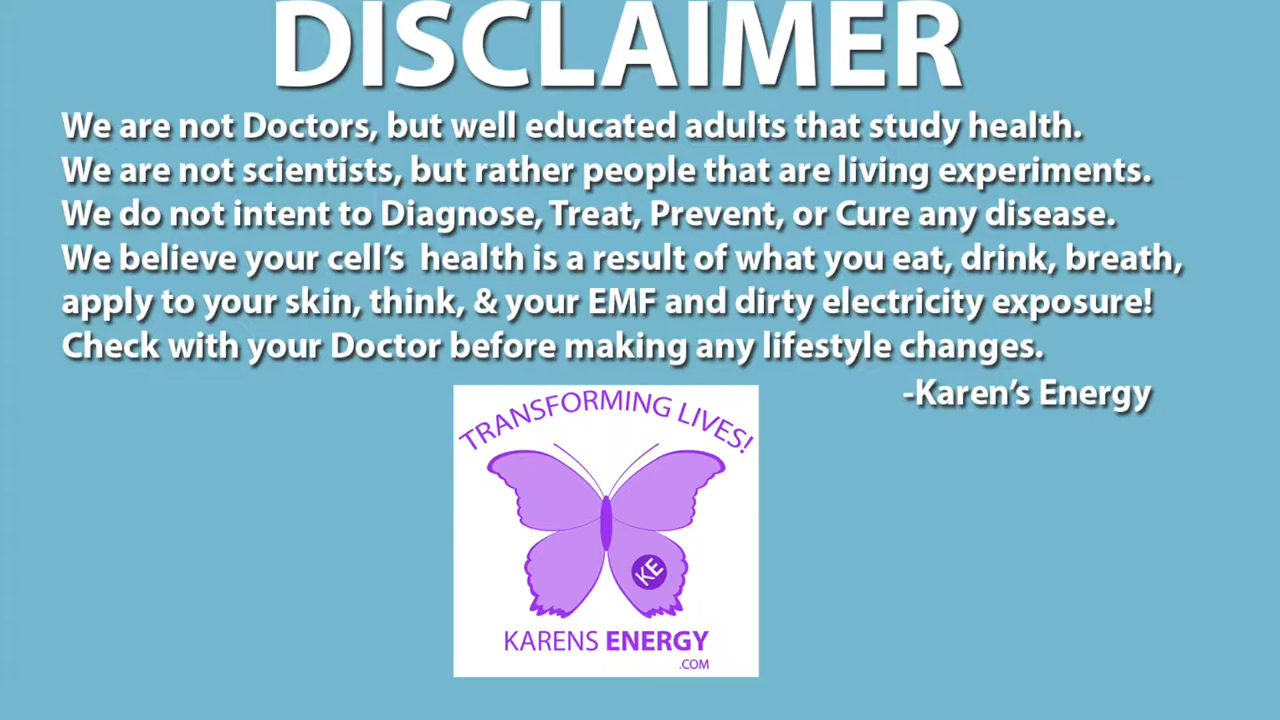 DISCLAIMER
We are not Doctors, but well educated adults that study health.
We are not scientists, but rather people that are living experiments.
We do not intent to Diagnose, Treat, Prevent, or Cure any disease.
We believe your cell’s  health is a result of what you eat, drink, breath,
apply to your skin, think, & your EMF and dirty electricity exposure!
Check with your Doctor before making any lifestyle changes.
-Karen’s Energy
TRANSFORMING LIVES!
KE
KARENS ENERGY
.COM